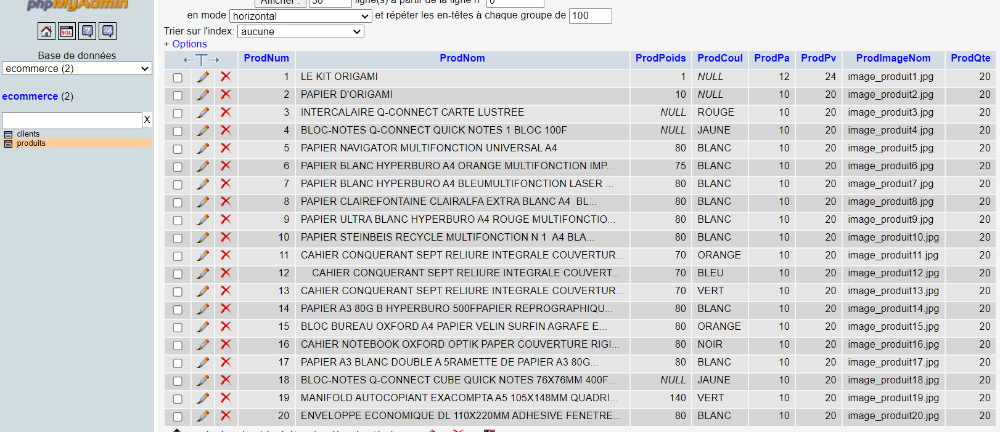 phpMyAdmin
Afficher : 30 ligne(s) à partir de la ligne n° 0
en mode horizontal et répéter les en-têtes à chaque groupe de 100
Trier sur l'index: aucune
+ Options
SQL ? SQL
Base de données
ecommerce (2)
ecommerce (2)
X
clients
produits
←T→ ProdNum ProdNom ProdPoids ProdCoul ProdPa ProdPv ProdImageNom ProdQte
1 LE KIT ORIGAMI 1 NULL 12 24 image_produit1.jpg 20
2 PAPIER D'ORIGAMI 10 NULL 10 20 image_produit2.jpg 20
3 INTERCALAIRE Q-CONNECT CARTE LUSTREE NULL ROUGE 10 20 image_produit3.jpg 20
4 BLOC-NOTES Q-CONNECT QUICK NOTES 1 BLOC 100F NULL JAUNE 10 20 image_produit4.jpg 20
5 PAPIER NAVIGATOR MULTIFONCTION UNIVERSAL A4 80 BLANC 10 20 image_produit5.jpg 20
6 PAPIER BLANC HYPERBURO A4 ORANGE MULTIFONCTION IMP... 75 BLANC 10 20 image_produit6.jpg 20
7 PAPIER BLANC HYPERBURO A4 BLEUMULTIFONCTION LASER ... 80 BLANC 10 20 image_produit7.jpg 20
8 PAPIER CLAIREFONTAINE CLAIRALFA EXTRA BLANC A4 BL... 80 BLANC 10 20 image_produit8.jpg 20
9 PAPIER ULTRA BLANC HYPERBURO A4 ROUGE MULTIFONCTIO... 80 BLANC 10 20 image_produit9.jpg 20
10 PAPIER STEINBEIS RECYCLE MULTIFONCTION N 1 A4 BLA... 80 BLANC 10 20 image_produit10.jpg 20
11 CAHIER CONQUERANT SEPT RELIURE INTEGRALE COUVERTUR... 70 ORANGE 10 20 image_produit11.jpg 20
12 CAHIER CONQUERANT SEPT RELIURE INTEGRALE COUVERT... 70 BLEU 10 20 image_produit12.jpg 20
13 CAHIER CONQUERANT SEPT RELIURE INTEGRALE COUVERTUR... 70 VERT 10 20 image_produit13.jpg 20
14 PAPIER A3 80G B HYPERBURO 500FPAPIER REPROGRAPHIQU... 80 BLANC 10 20 image_produit14.jpg 20
15 BLOC BUREAU OXFORD A4 PAPIER VELIN SURFIN AGRAFE E... 80 ORANGE 10 20 image_produit15.jpg 20
16 CAHIER NOTEBOOK OXFORD OPTIK PAPER COUVERTURE RIGI... 80 NOIR 10 20 image_produit16.jpg 20
17 PAPIER A3 BLANC DOUBLE A 5RAMETTE DE PAPIER A3 80G... 80 BLANC 10 20 image_produit17.jpg 20
18 BLOC-NOTES Q-CONNECT CUBE QUICK NOTES 76X76MM 400F... NULL JAUNE 10 20 image_produit18.jpg 20
19 MANIFOLD AUTOCOPIANT EXACOMPTA A5 105X148MM QUADRI... 140 VERT 10 20 image_produit19.jpg 20
20 ENVELOPPE ECONOMIQUE DL 110X220MM ADHESIVE FENETRE... 80 BLANC 10 20 image_produit20.jpg 20